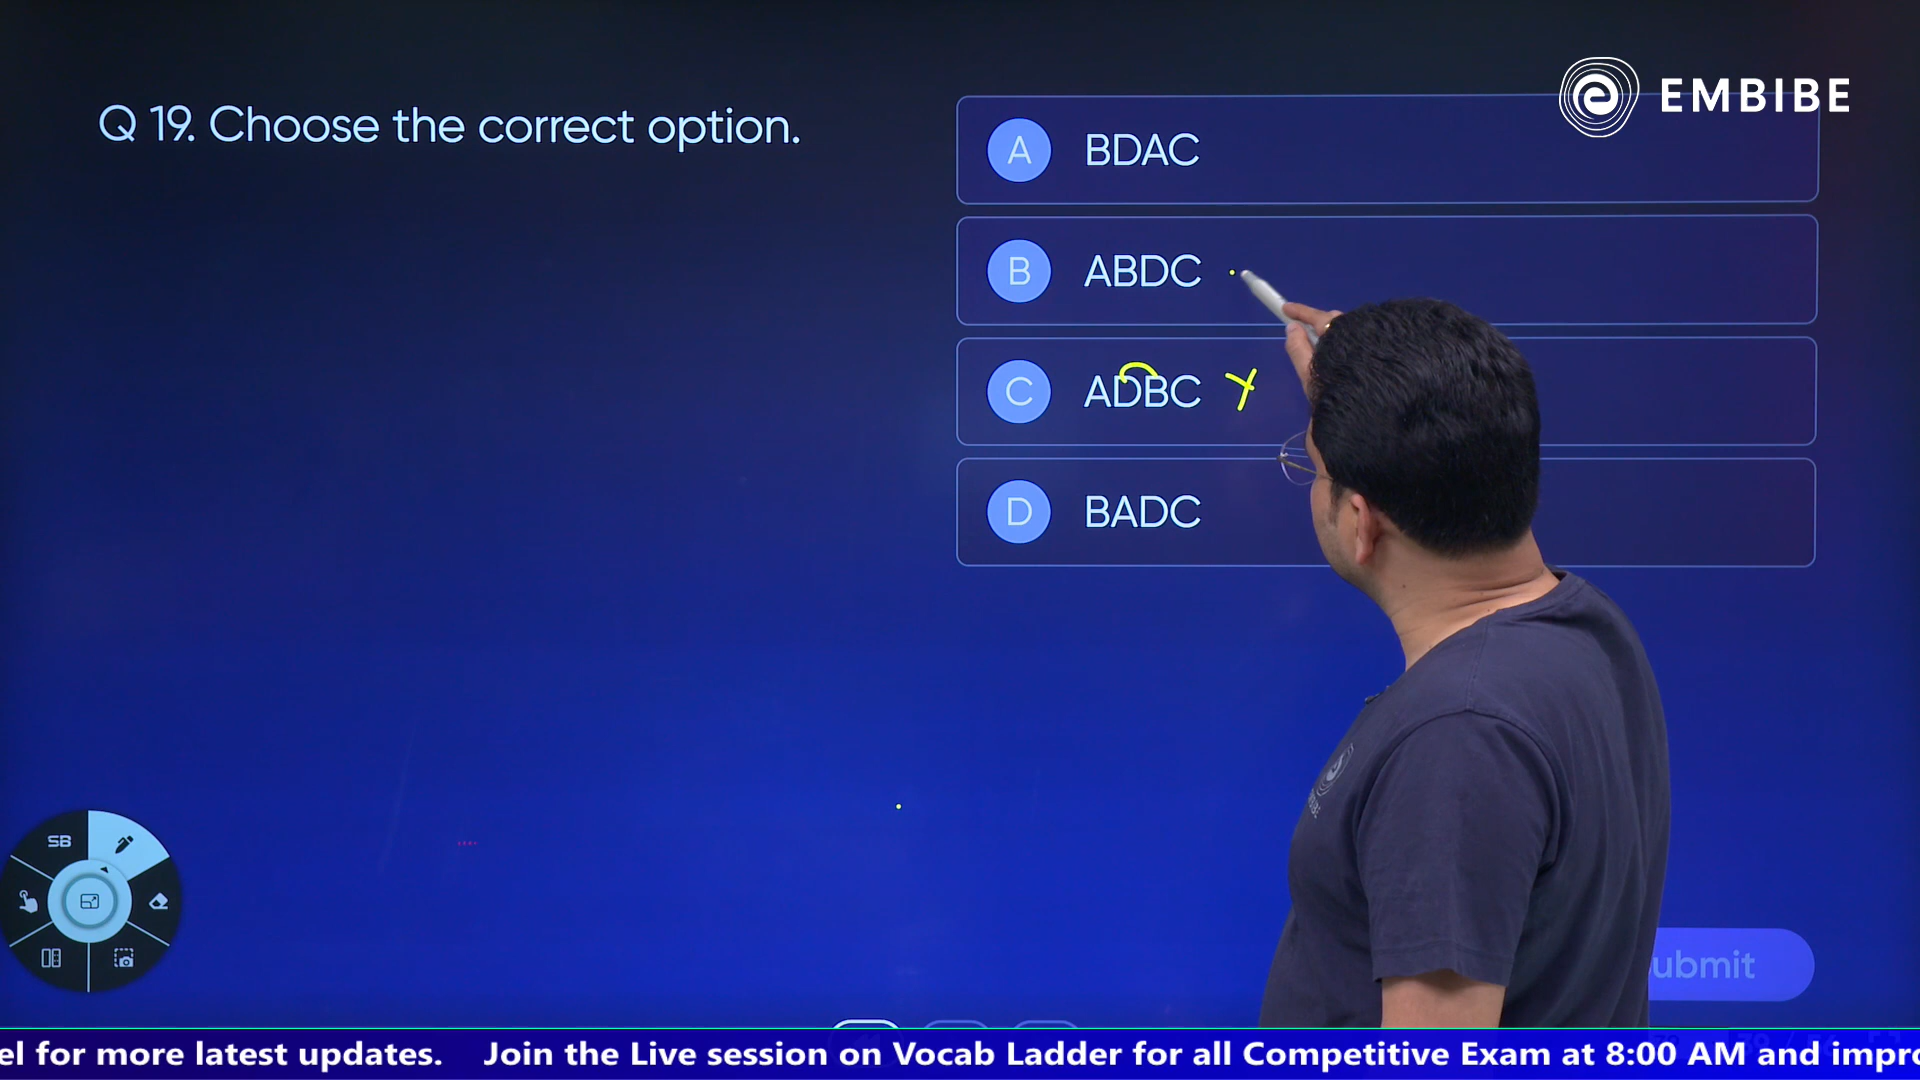 EMBIBE
Q 19. Choose the correct option.
A BDAC
B ABDC
C ADBC
D BADC
SB
ubmit
el for more latest updates. Join the Live session on Vocab Ladder for all Competitive Exam at 8:00 AM and impro